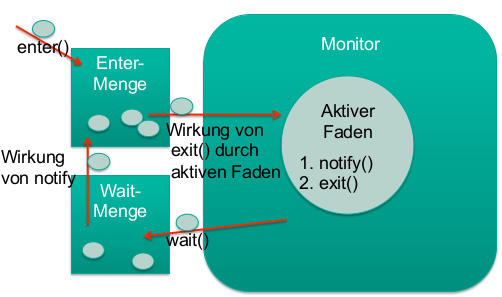 enter()
Enter-
Menge
Monitor
Aktiver
Faden
1. notify()
2. exit()
Wirkung von
exit() durch
aktiven Faden
Wirkung
von notify
Wait-
Menge
wait()